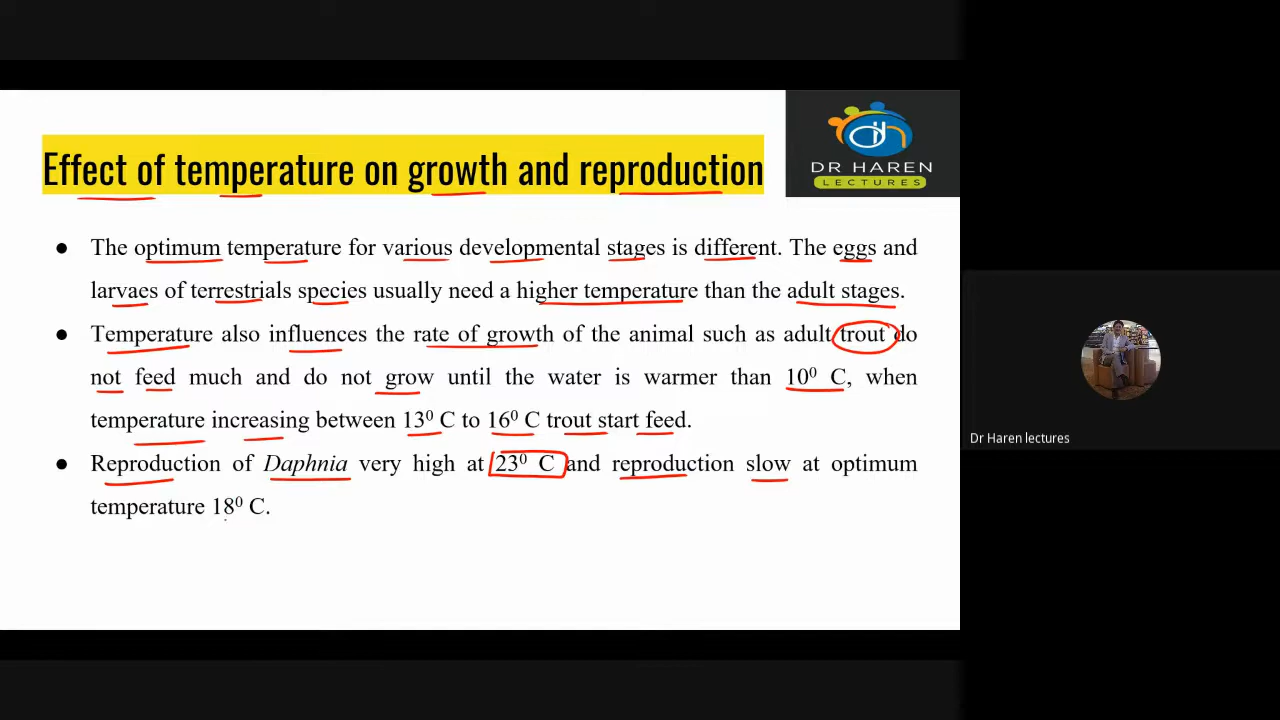 Effect of temperature on growth and reproduction
DR HAREN
LECTURES
● The optimum temperature for various developmental stages is different. The eggs and
larvaes of terrestrials species usually need a higher temperature than the adult stages.
● Temperature also influences the rate of growth of the animal such as adult trout do
not feed much and do not grow until the water is warmer than 10⁰ C, when
temperature increasing between 13⁰ C to 16⁰ C trout start feed.
● Reproduction of Daphnia very high at 23⁰ C and reproduction slow at optimum
temperature 18⁰ C.
Dr Haren lectures